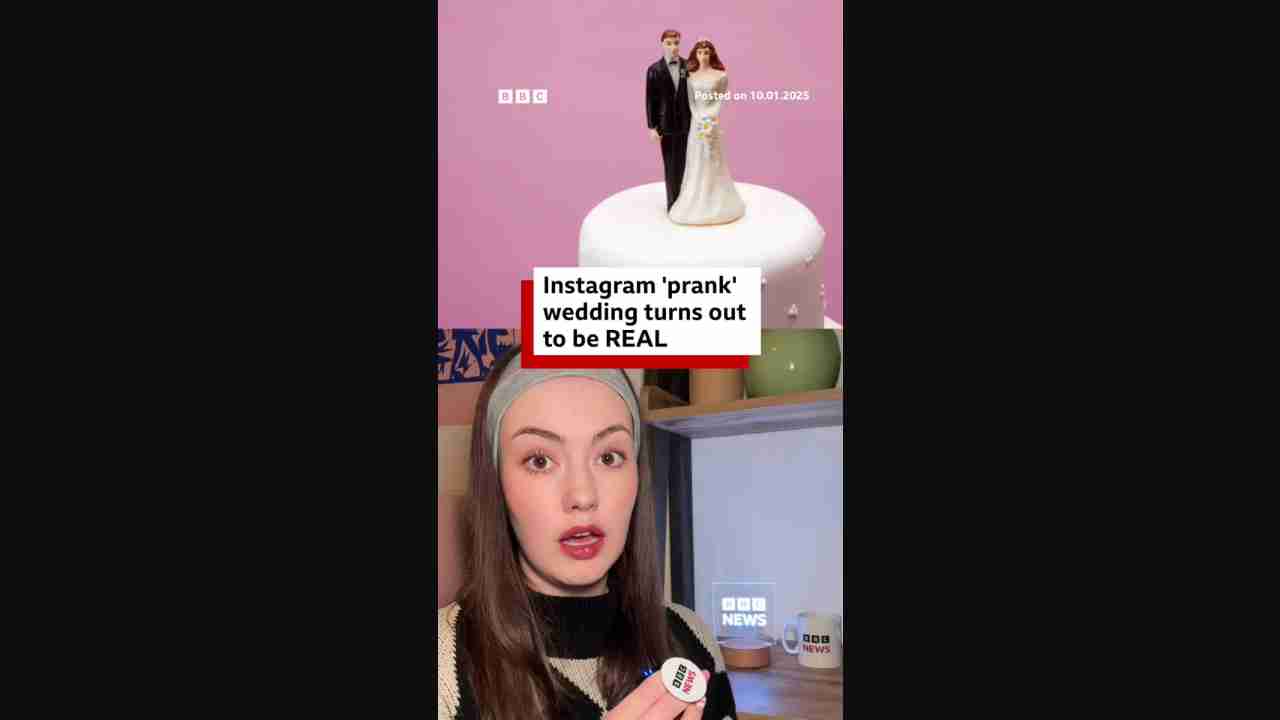 BBC
Posted on 10.01.2025
Instagram 'prank'
wedding turns out
to be REAL
BBC
NEWS
BBC
NEWS
BBC
NEWS